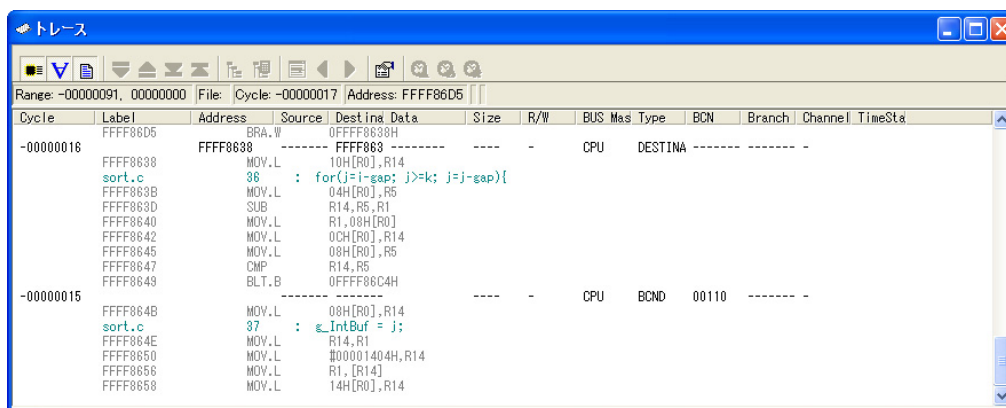 トレース
Range: -00000091, 00000000 File: Cycle: -00000017 Address: FFFF86D5
Cycle Label Address Source Destina Data Size R/W BUS Mas Type BCN Branch Channel TimeSta
FFFF86D5 BRA.W 0FFFF8638H
-00000016 FFFF8638 ------- FFFF863 -------- ---- - CPU DESTINA ------- ------- -
FFFF8638 MOV.L 10H[R0],R14
sort.c 36 : for(j=i-gap; j>=k; j=j-gap){
FFFF863B MOV.L 04H[R0],R5
FFFF863D SUB R14,R5,R1
FFFF8640 MOV.L R1,08H[R0]
FFFF8642 MOV.L 0CH[R0],R14
FFFF8645 MOV.L 08H[R0],R5
FFFF8647 CMP R14,R5
FFFF8649 BLT.B 0FFFF86C4H
-00000015 ------- ------- ---- - CPU BCND 00110 ------- -
FFFF864B MOV.L 08H[R0],R14
sort.c 37 : g_IntBuf = j;
FFFF864E MOV.L R14,R1
FFFF8650 MOV.L #00001404H,R14
FFFF8656 MOV.L R1,[R14]
FFFF8658 MOV.L 14H[R0],R14